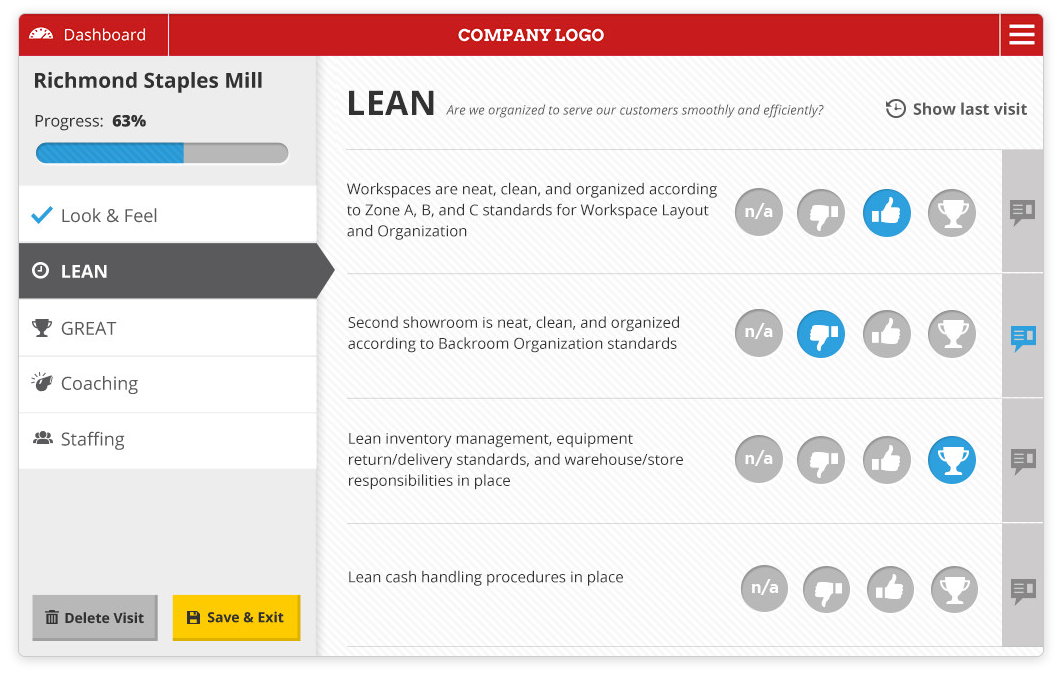 Dashboard
COMPANY LOGO
Richmond Staples Mill
Progress: 63%
Look & Feel
LEAN
GREAT
Coaching
Staffing
Delete Visit
Save & Exit
LEAN Are we organized to serve our customers smoothly and efficiently?
Show last visit
Workspaces are neat, clean, and organized according
to Zone A, B, and C standards for Workspace Layout
and Organization
n/a
Second showroom is neat, clean, and organized
according to Backroom Organization standards
n/a
Lean inventory management, equipment
return/delivery standards, and warehouse/store
responsibilities in place
n/a
Lean cash handling procedures in place
n/a